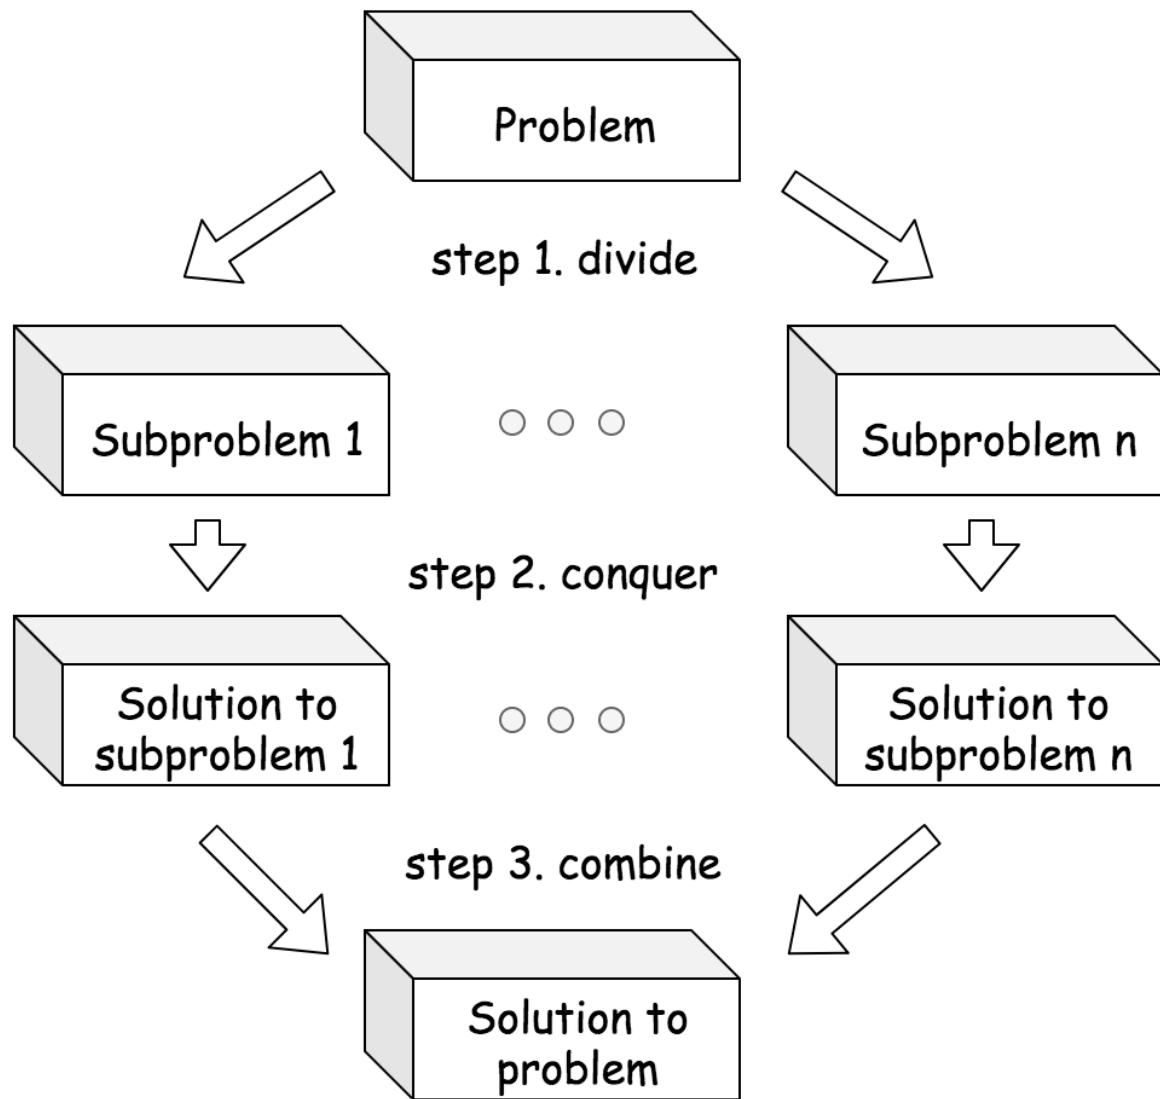 Problem
step 1. divide
Subproblem 1
Subproblem n
step 2. conquer
Solution to
subproblem 1
Solution to
subproblem n
step 3. combine
Solution to
problem